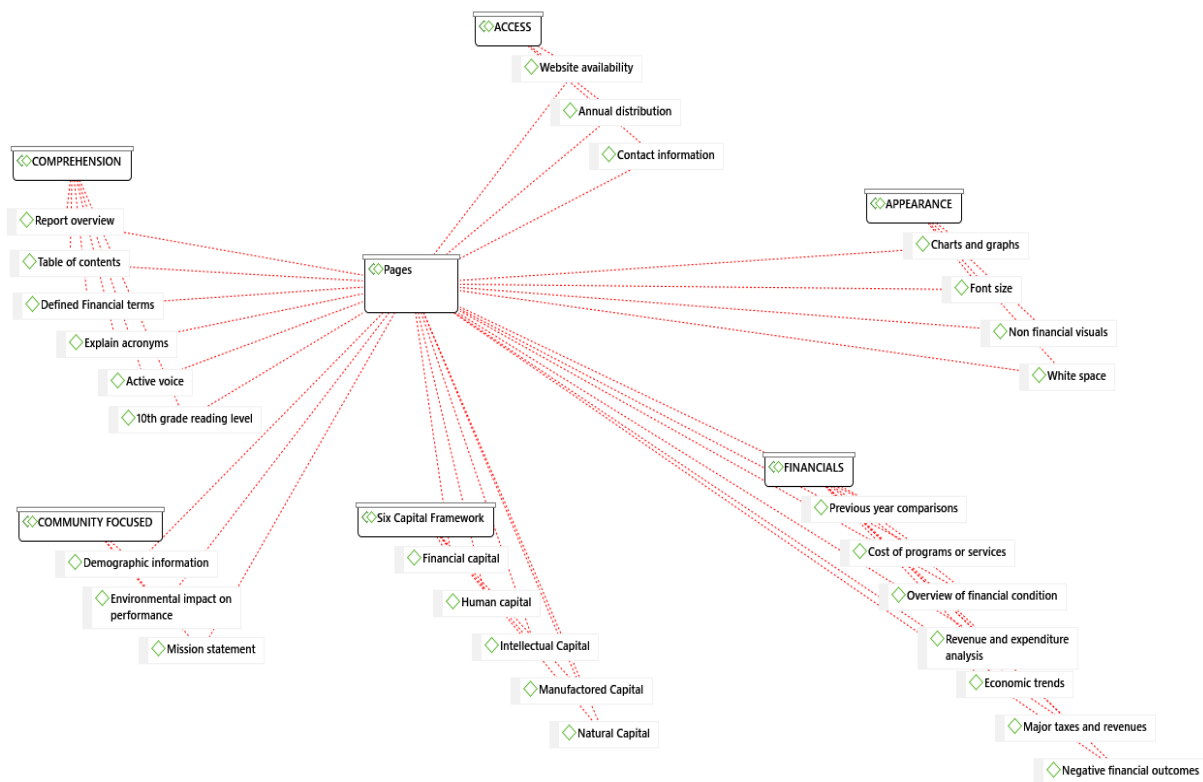 ACCESS
Website availability
Annual distribution
Contact information
COMPREHENSION
Report overview
Table of contents
Defined Financial terms
Explain acronyms
Active voice
10th grade reading level
Pages
APPEARANCE
Charts and graphs
Font size
Non financial visuals
White space
COMMUNITY FOCUSED
Demographic information
Environmental impact on
performance
Mission statement
Six Capital Framework
Financial capital
Human capital
Intellectual Capital
Manufactored Capital
Natural Capital
FINANCIALS
Previous year comparisons
Cost of programs or services
Overview of financial condition
Revenue and expenditure
analysis
Economic trends
Major taxes and revenues
Negative financial outcomes